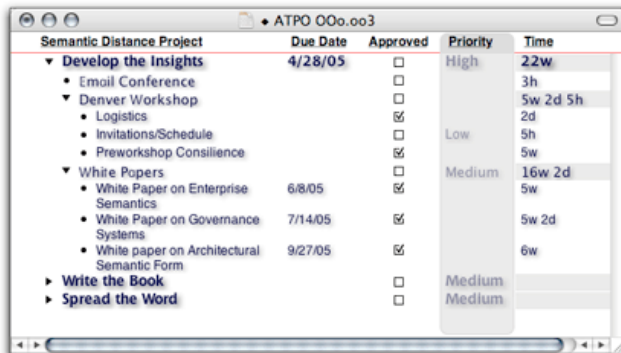 ATPO OOo.oo3
Semantic Distance Project Due Date Approved Priority Time
Develop the Insights 4/28/05 High 22w
Email Conference 3h
Denver Workshop 5w 2d 5h
Logistics 2d
Invitations/Schedule Low 5h
Preworkshop Consilience 5w
White Papers Medium 16w 2d
White Paper on Enterprise 6/8/05 5w
Semantics
White Paper on Governance 7/14/05 5w 2d
Systems
White paper on Architectural 9/27/05 6w
Semantic Form
Write the Book Medium
Spread the Word Medium